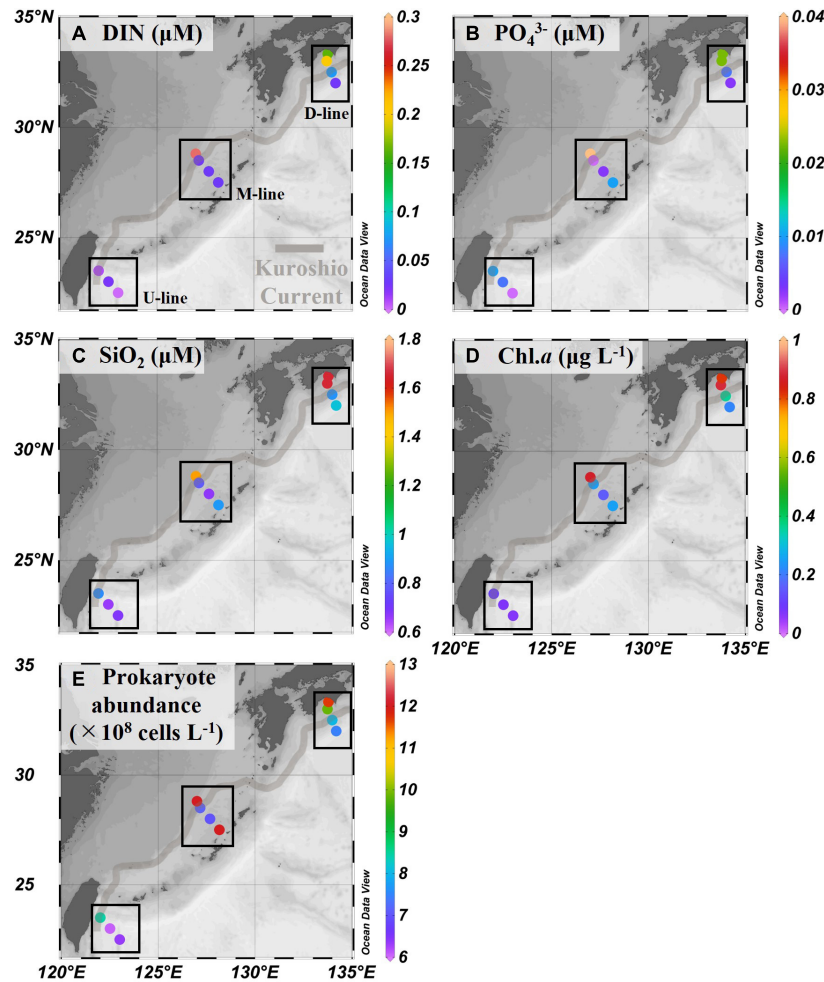 A DIN (μM)
35°N
30°N
25°N
D-line
M-line
U-line
Kuroshio
Current
Ocean Data View
0.3
0.25
0.2
0.15
0.1
0.05
0
B PO₄³⁻ (μM)
Ocean Data View
0.04
0.03
0.02
0.01
0
C SiO₂ (μM)
35°N
30°N
25°N
Ocean Data View
1.8
1.6
1.4
1.2
1
0.8
0.6
D Chl.a (μg L⁻¹)
Ocean Data View
1
0.8
0.6
0.4
0.2
0
120°E 125°E 130°E 135°E
E Prokaryote
abundance
(×10⁸ cells L⁻¹)
35
30
25
Ocean Data View
13
12
11
10
9
8
7
6
120°E 125°E 130°E 135°E